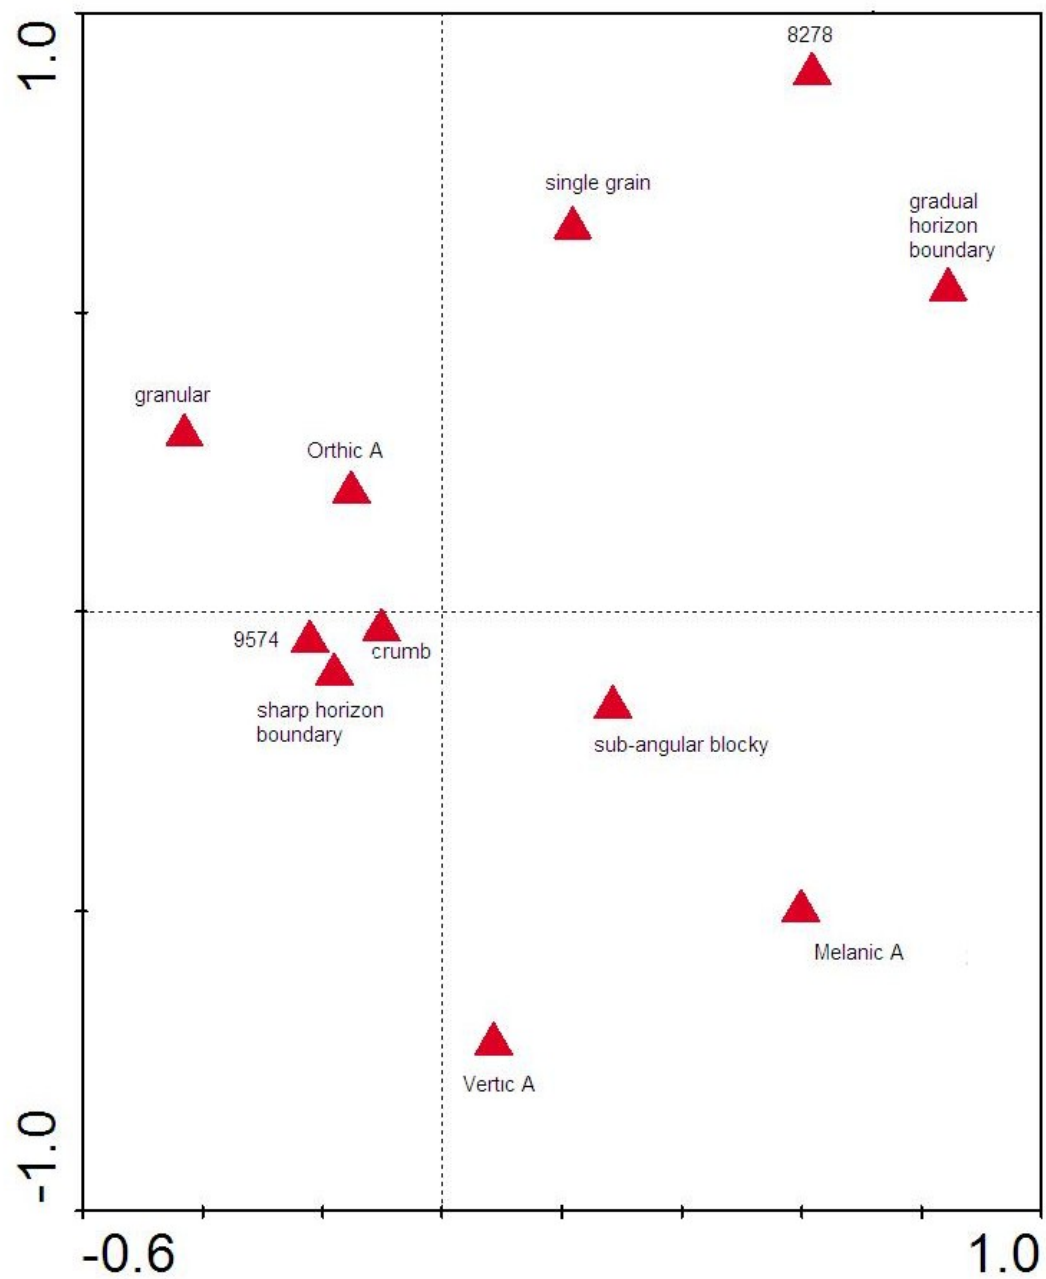 1.0
8278
single grain
gradual
horizon
boundary
granular
Orthic A
9574
crumb
sharp horizon
boundary
sub-angular blocky
Melanic A
Vertic A
-1.0
-0.6
1.0